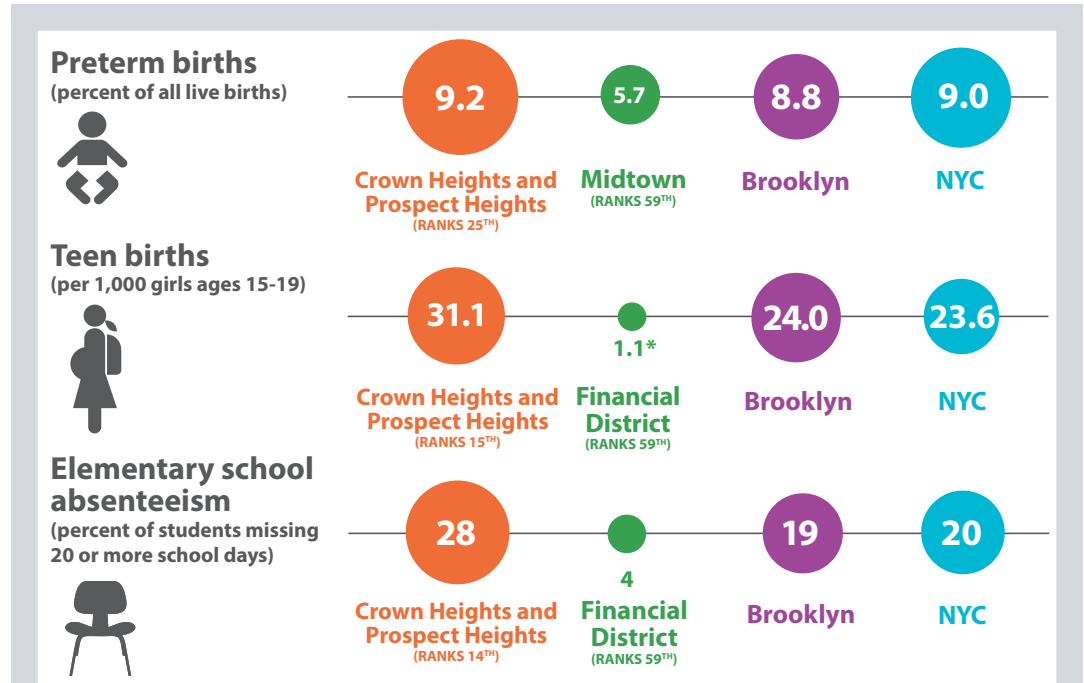 Preterm births
(percent of all live births)
9.2
5.7
8.8
9.0
Crown Heights and
Prospect Heights
(RANKS 25TH)
Midtown
(RANKS 59TH)
Brooklyn
NYC
Teen births
(per 1,000 girls ages 15-19)
31.1
1.1*
24.0
23.6
Crown Heights and
Prospect Heights
(RANKS 15TH)
Financial
District
(RANKS 59TH)
Brooklyn
NYC
Elementary school
absenteeism
(percent of students missing
20 or more school days)
28
4
19
20
Crown Heights and
Prospect Heights
(RANKS 14TH)
Financial
District
(RANKS 59TH)
Brooklyn
NYC